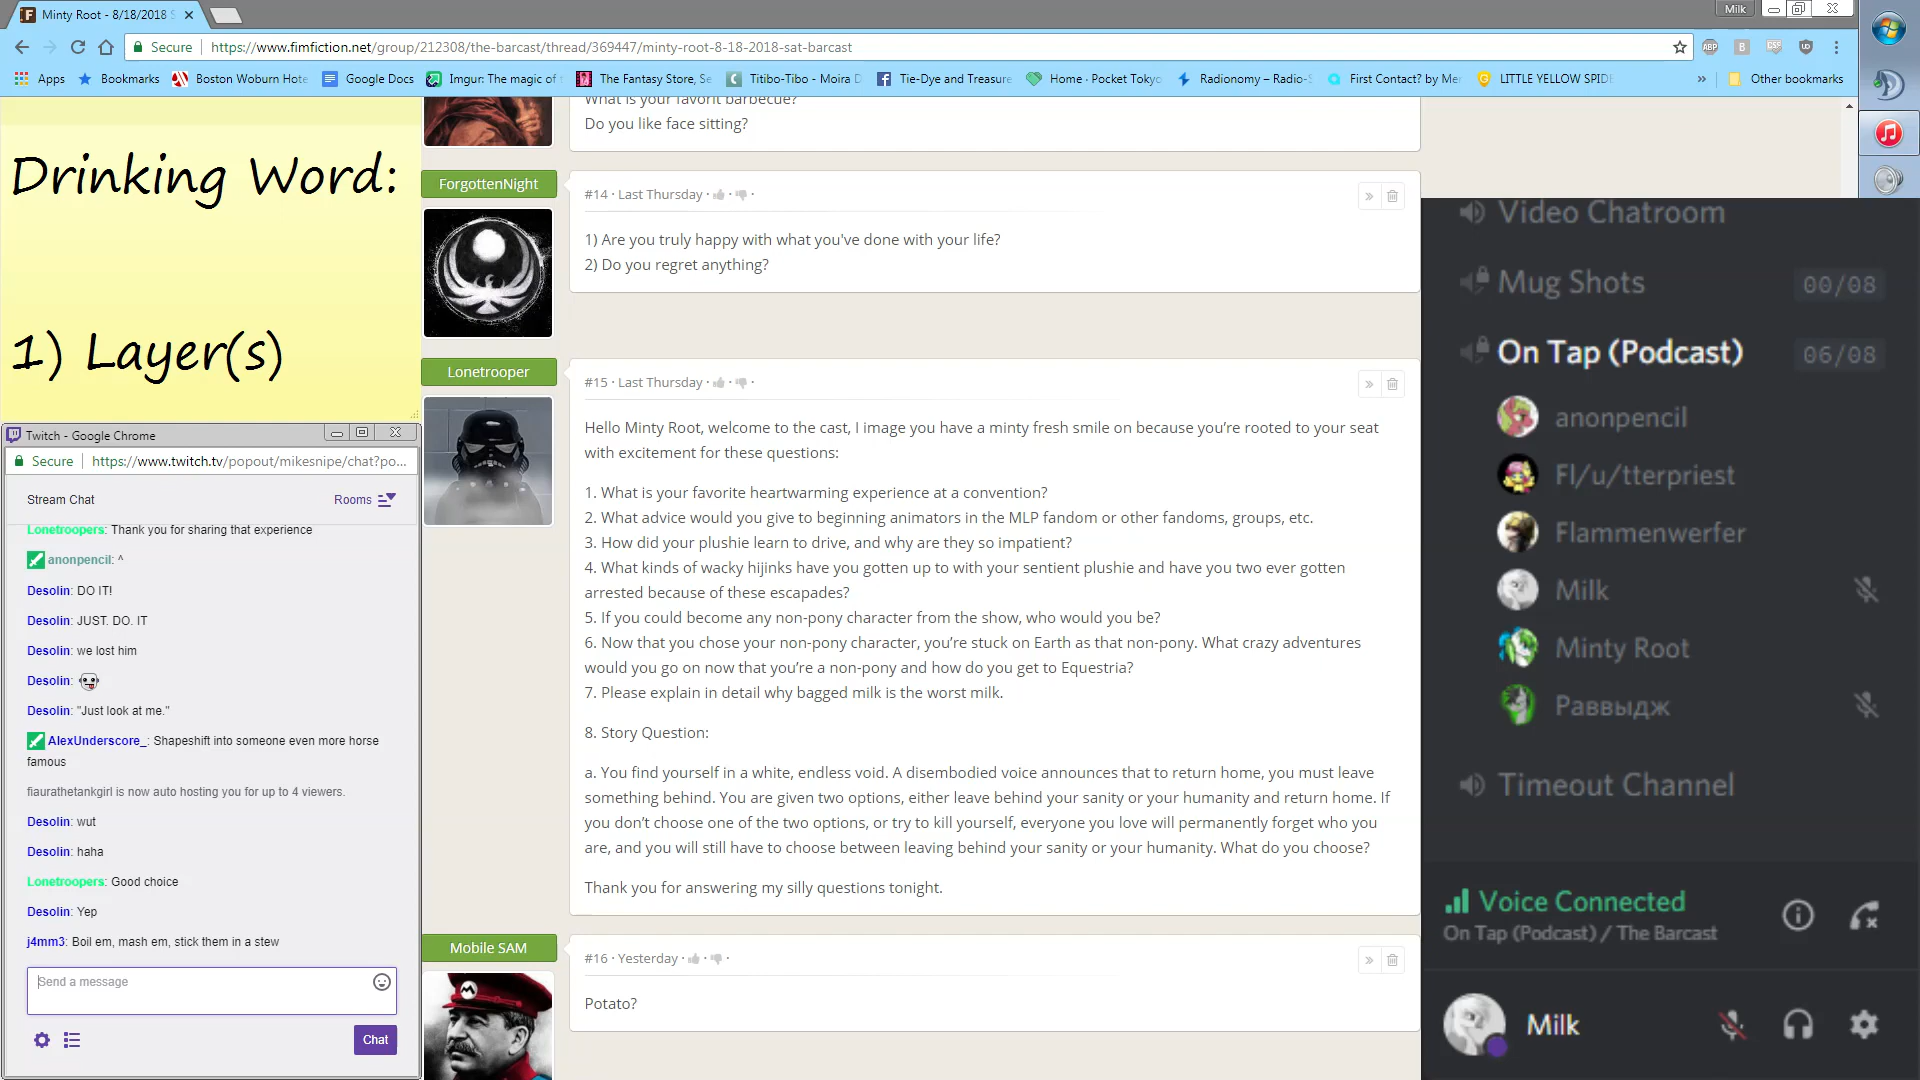 Minty Root - 8/18/2018 S
Milk
Secure
https://www.fimfiction.net/group/212308/the-barcast/thread/369447/minty-root-8-18-2018-sat-barcast
Apps
Bookmarks
Boston Woburn Hote
Google Docs
Imgur: The magic of
The Fantasy Store, Se
Titibo-Tibo - Moira D
Tie-Dye and Treasure
Home · Pocket Tokyo
Radionomy – Radio-
First Contact? by Mer
LITTLE YELLOW SPID
»
Other bookmarks
Drinking Word:
1) Layer(s)
Twitch - Google Chrome
Secure
https://www.twitch.tv/popout/mikesnipe/chat?po...
Stream Chat
Rooms
Lonetroopers: Thank you for sharing that experience
anonpencil: ^
Desolin: DO IT!
Desolin: JUST. DO. IT
Desolin: we lost him
Desolin:
Desolin: "Just look at me."
AlexUnderscore_: Shapeshift into someone even more horse
famous
fiaurathetankgirl is now auto hosting you for up to 4 viewers.
Desolin: wut
Desolin: haha
Lonetroopers: Good choice
Desolin: Yep
j4mm3: Boil em, mash em, stick them in a stew
Send a message
Chat
What is your favorit barbecue?
Do you like face sitting?
ForgottenNight
#14 · Last Thursday ·
1) Are you truly happy with what you've done with your life?
2) Do you regret anything?
Lonetrooper
#15 · Last Thursday ·
Hello Minty Root, welcome to the cast, I image you have a minty fresh smile on because you’re rooted to your seat
with excitement for these questions:
1. What is your favorite heartwarming experience at a convention?
2. What advice would you give to beginning animators in the MLP fandom or other fandoms, groups, etc.
3. How did your plushie learn to drive, and why are they so impatient?
4. What kinds of wacky hijinks have you gotten up to with your sentient plushie and have you two ever gotten
arrested because of these escapades?
5. If you could become any non-pony character from the show, who would you be?
6. Now that you chose your non-pony character, you’re stuck on Earth as that non-pony. What crazy adventures
would you go on now that you’re a non-pony and how do you get to Equestria?
7. Please explain in detail why bagged milk is the worst milk.
8. Story Question:
a. You find yourself in a white, endless void. A disembodied voice announces that to return home, you must leave
something behind. You are given two options, either leave behind your sanity or your humanity and return home. If
you don’t choose one of the two options, or try to kill yourself, everyone you love will permanently forget who you
are, and you will still have to choose between leaving behind your sanity or your humanity. What do you choose?
Thank you for answering my silly questions tonight.
Mobile SAM
#16 · Yesterday ·
Potato?
Video Chatroom
Mug Shots
00/08
On Tap (Podcast)
06/08
anonpencil
Fl/u/tterpriest
Flammenwerfer
Milk
Minty Root
Раввыдж
Timeout Channel
Voice Connected
On Tap (Podcast) / The Barcast
Milk